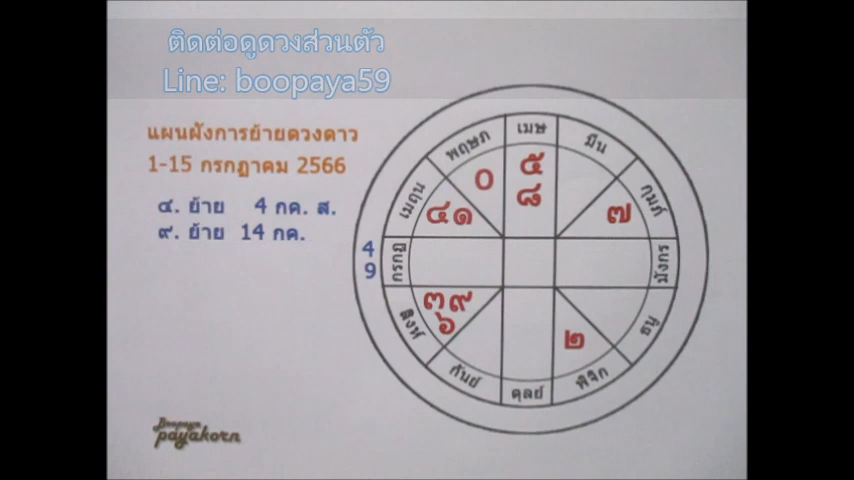 ติดต่อดูดวงส่วนตัว
Line: boopaya59
แผนผังการย้ายดวงดาว
1-15 กรกฏาคม 2566
๔. ย้าย 4 กค. ส.
๙. ย้าย 14 กค.
เมษ
พฤษภ
มีน
เมถุน
กุมภ์
กรกฏ
มังกร
สิงห์
ธนู
กันย์
ตุลย์
พิจิก
๕
๘
๐
๔๑
๗
4
9
๓๙
๖
๒
Boopaya
payakorn